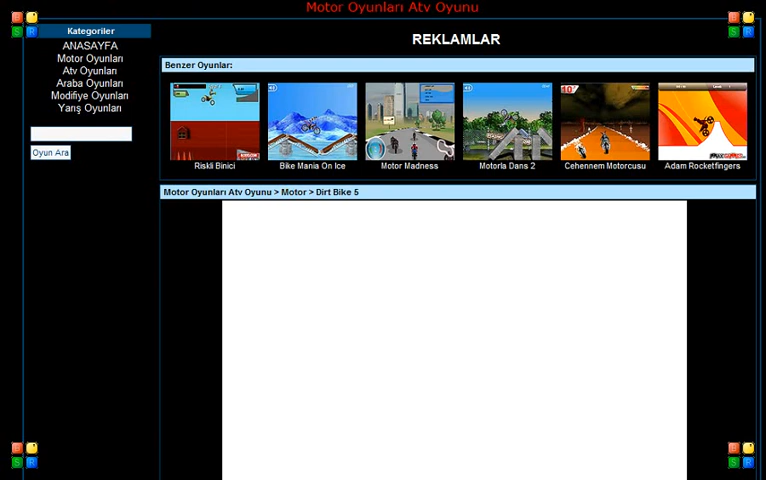 Motor Oyunları Atv Oyunu
Kategoriler
ANASAYFA
Motor Oyunları
Atv Oyunları
Araba Oyunları
Modifiye Oyunları
Yarış Oyunları
Oyun Ara
REKLAMLAR
Benzer Oyunlar:
Riskli Binici
Bike Mania On Ice
Motor Madness
Motorla Dans 2
Cehennem Motorcusu
Adam Rocketfingers
Motor Oyunları Atv Oyunu > Motor > Dirt Bike 5
B
S R
B
S R
B
S R
B
S R